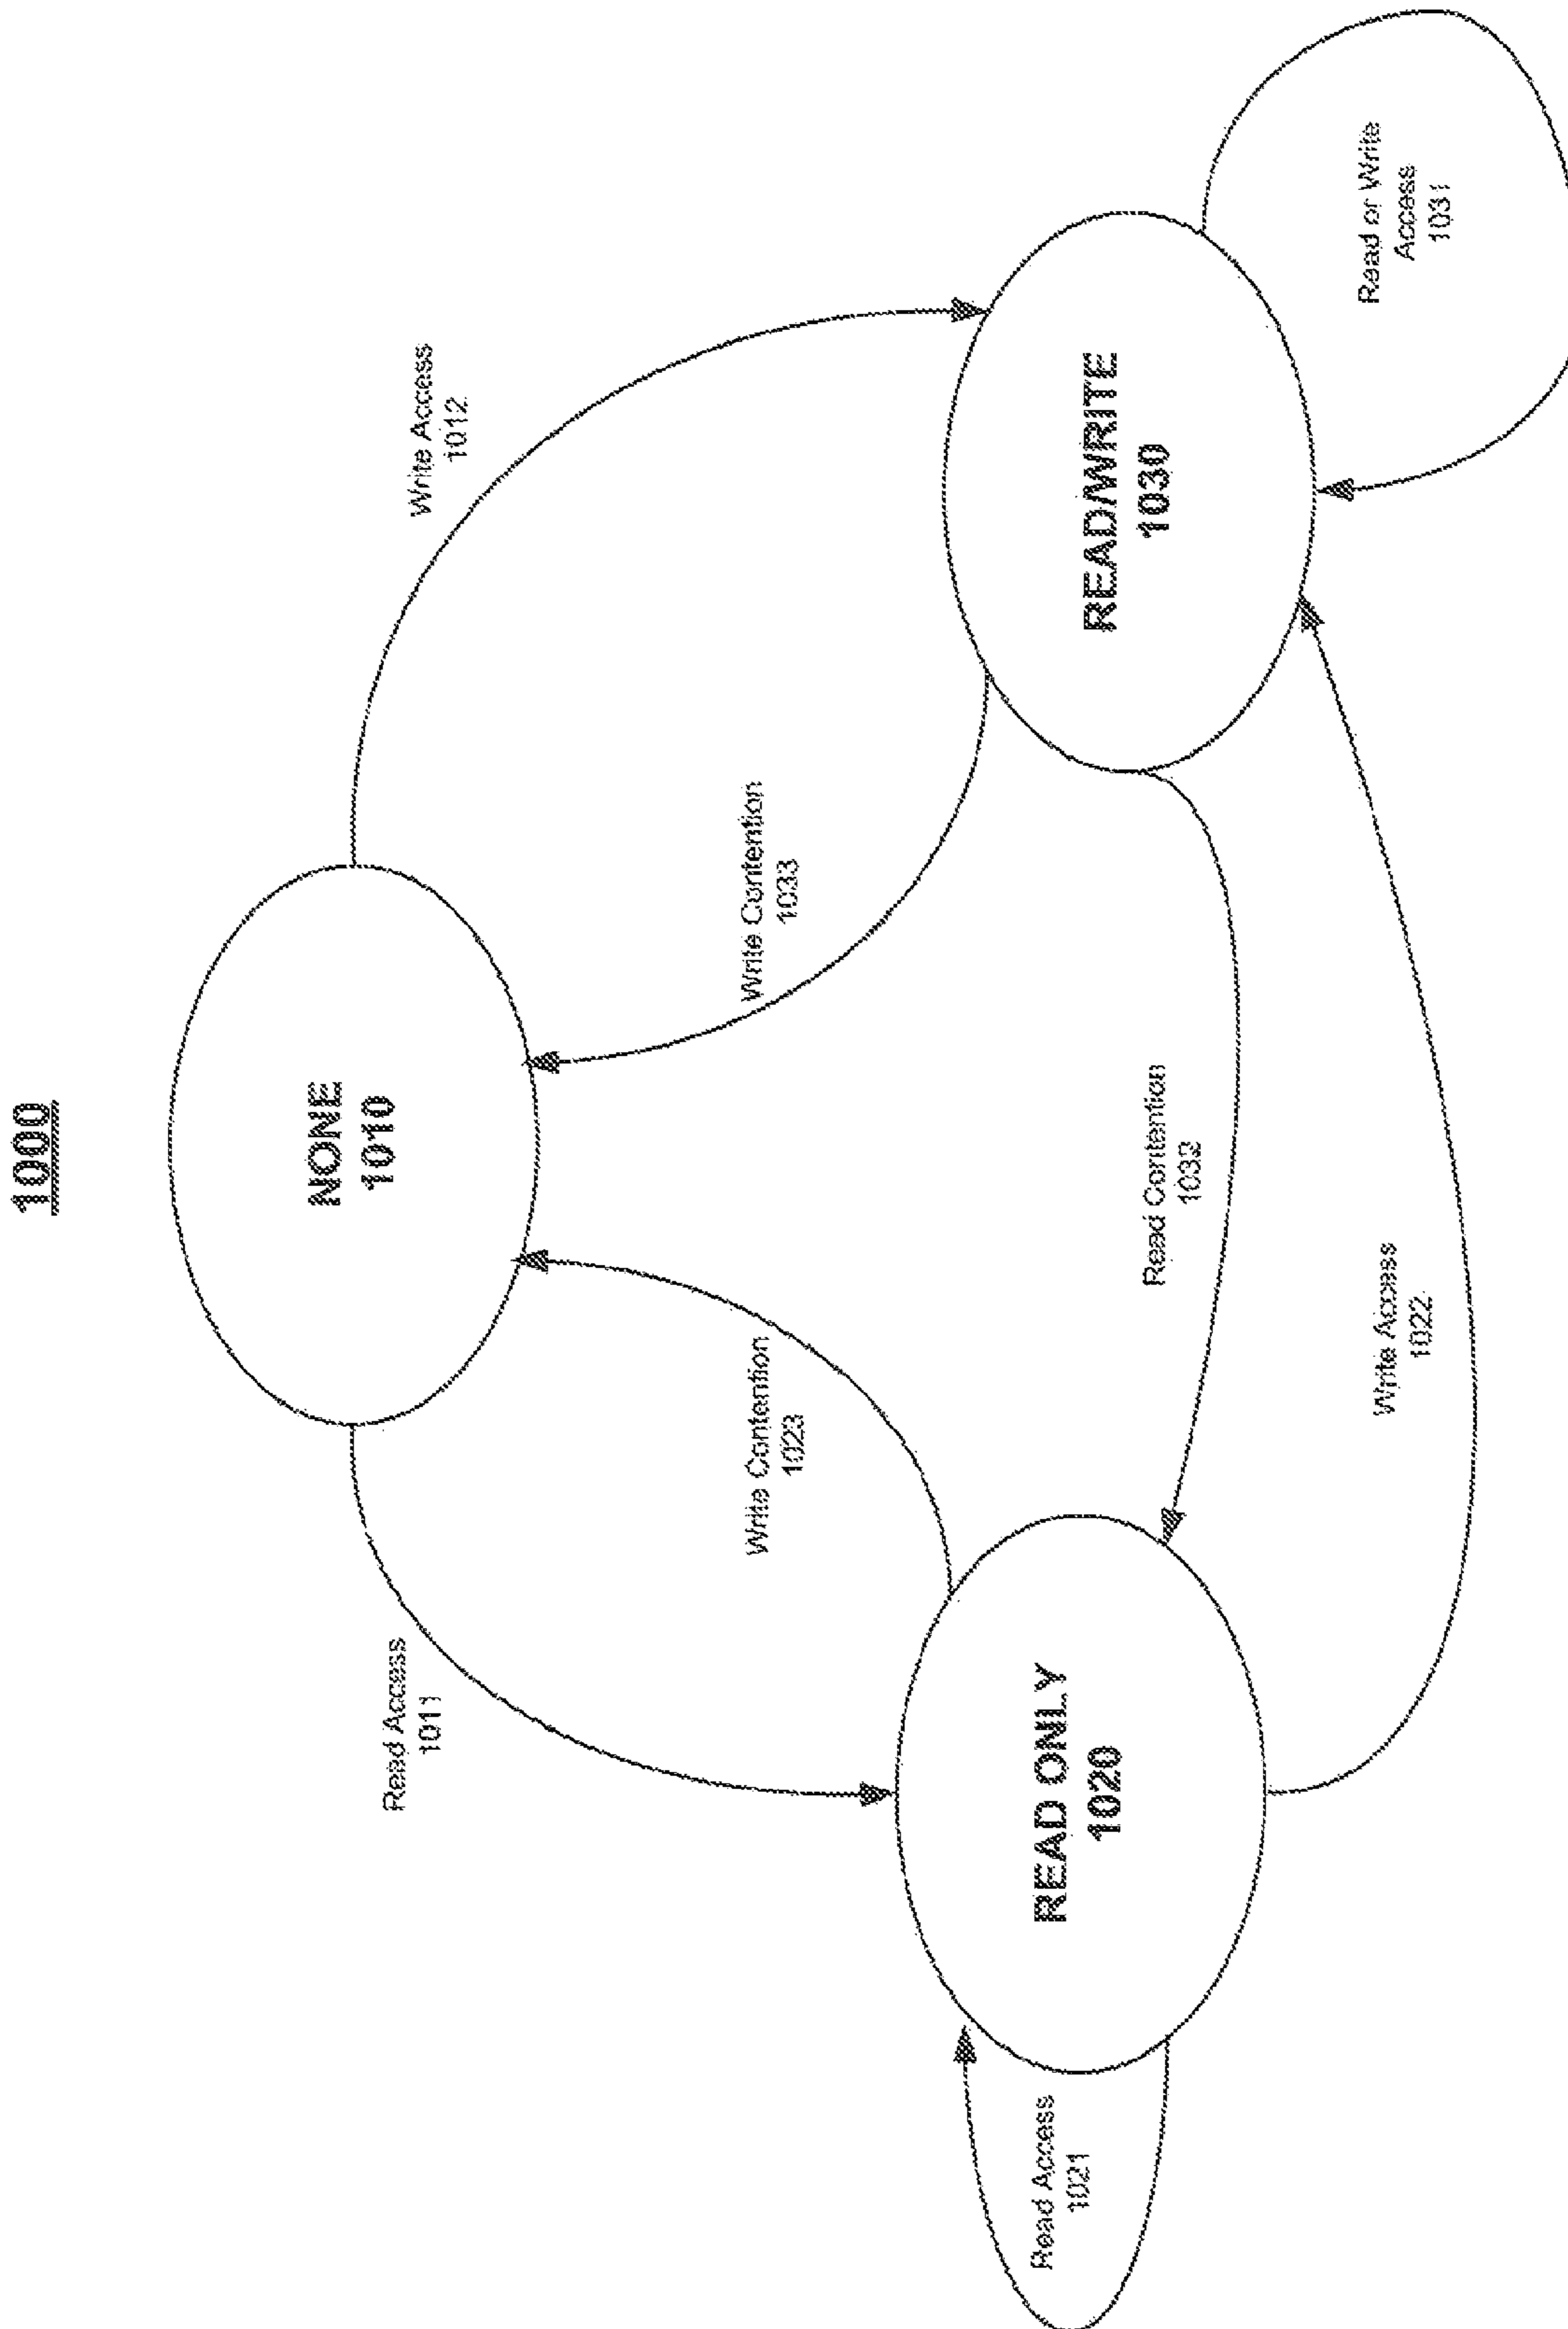 1000
NONE
1010
Read Access
1011
Write Access
1012
Write Contention
1023
Write Contention
1033
READ ONLY
1020
READ/WRITE
1030
Read Access
1021
Read Contention
1032
Write Access
1022
Read or Write
Access
1031